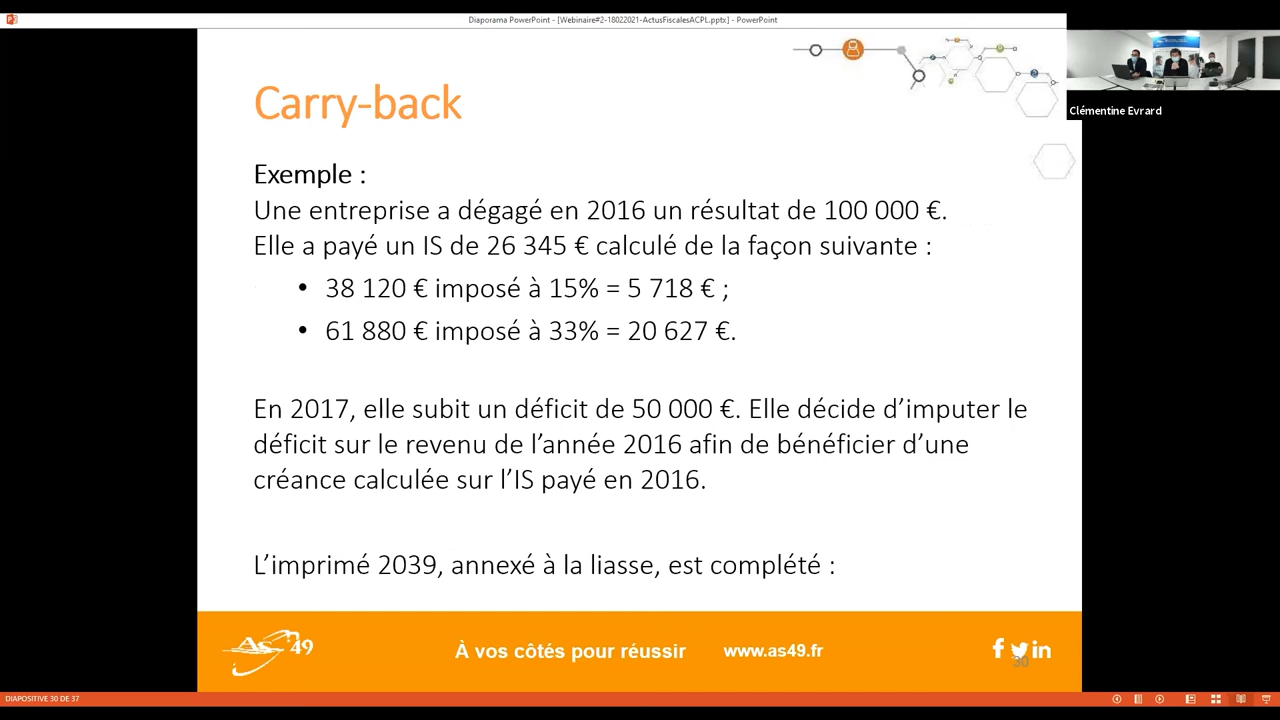 Diaporama PowerPoint - [Webinaire#2-18022021-ActusFiscalesACPL.pptx] - PowerPoint
Clémentine Evrard
Carry-back
Exemple :
Une entreprise a dégagé en 2016 un résultat de 100 000 €.
Elle a payé un IS de 26 345 € calculé de la façon suivante :
• 38 120 € imposé à 15% = 5 718 € ;
• 61 880 € imposé à 33% = 20 627 €.
En 2017, elle subit un déficit de 50 000 €. Elle décide d’imputer le
déficit sur le revenu de l’année 2016 afin de bénéficier d’une
créance calculée sur l’IS payé en 2016.
L’imprimé 2039, annexé à la liasse, est complété :
As 49
À vos côtés pour réussir
www.as49.fr
30
DIAPOSITIVE 30 DE 37